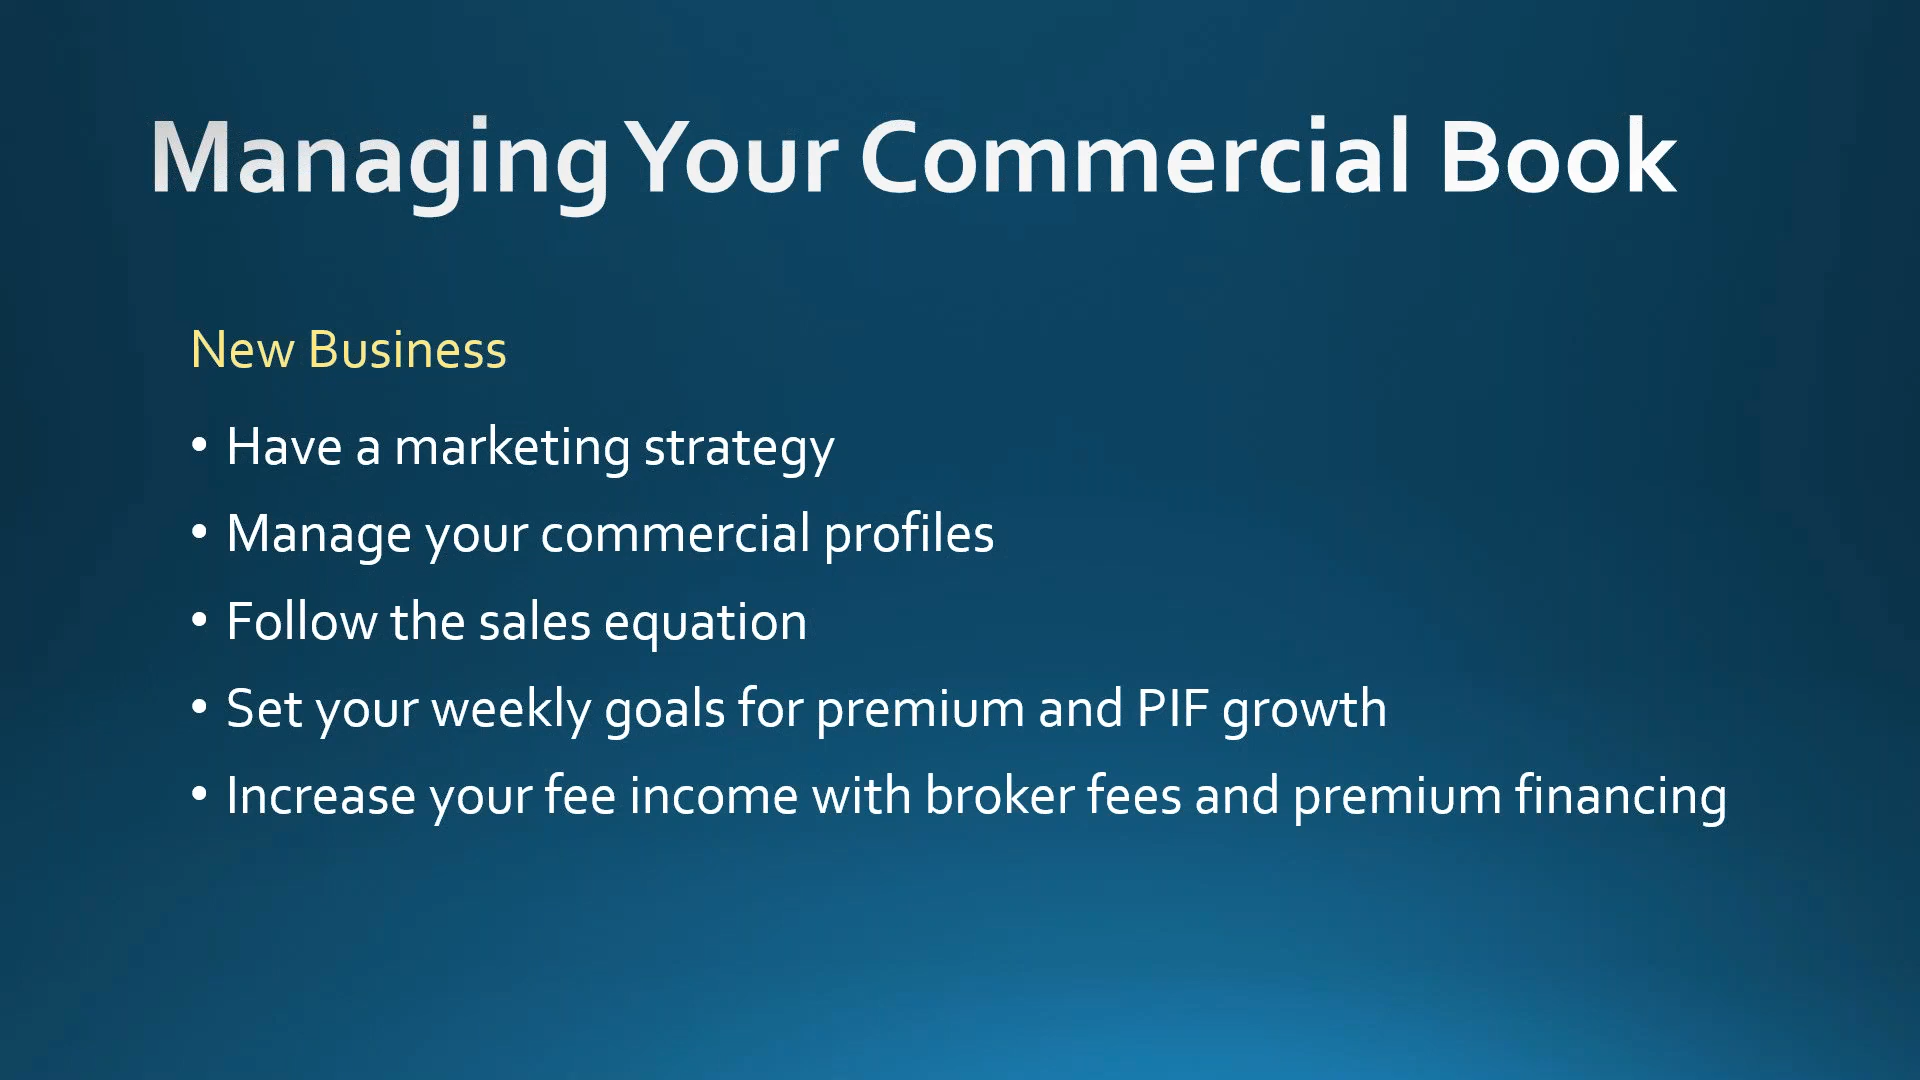 Managing Your Commercial Book
New Business
• Have a marketing strategy
• Manage your commercial profiles
• Follow the sales equation
• Set your weekly goals for premium and PIF growth
• Increase your fee income with broker fees and premium financing